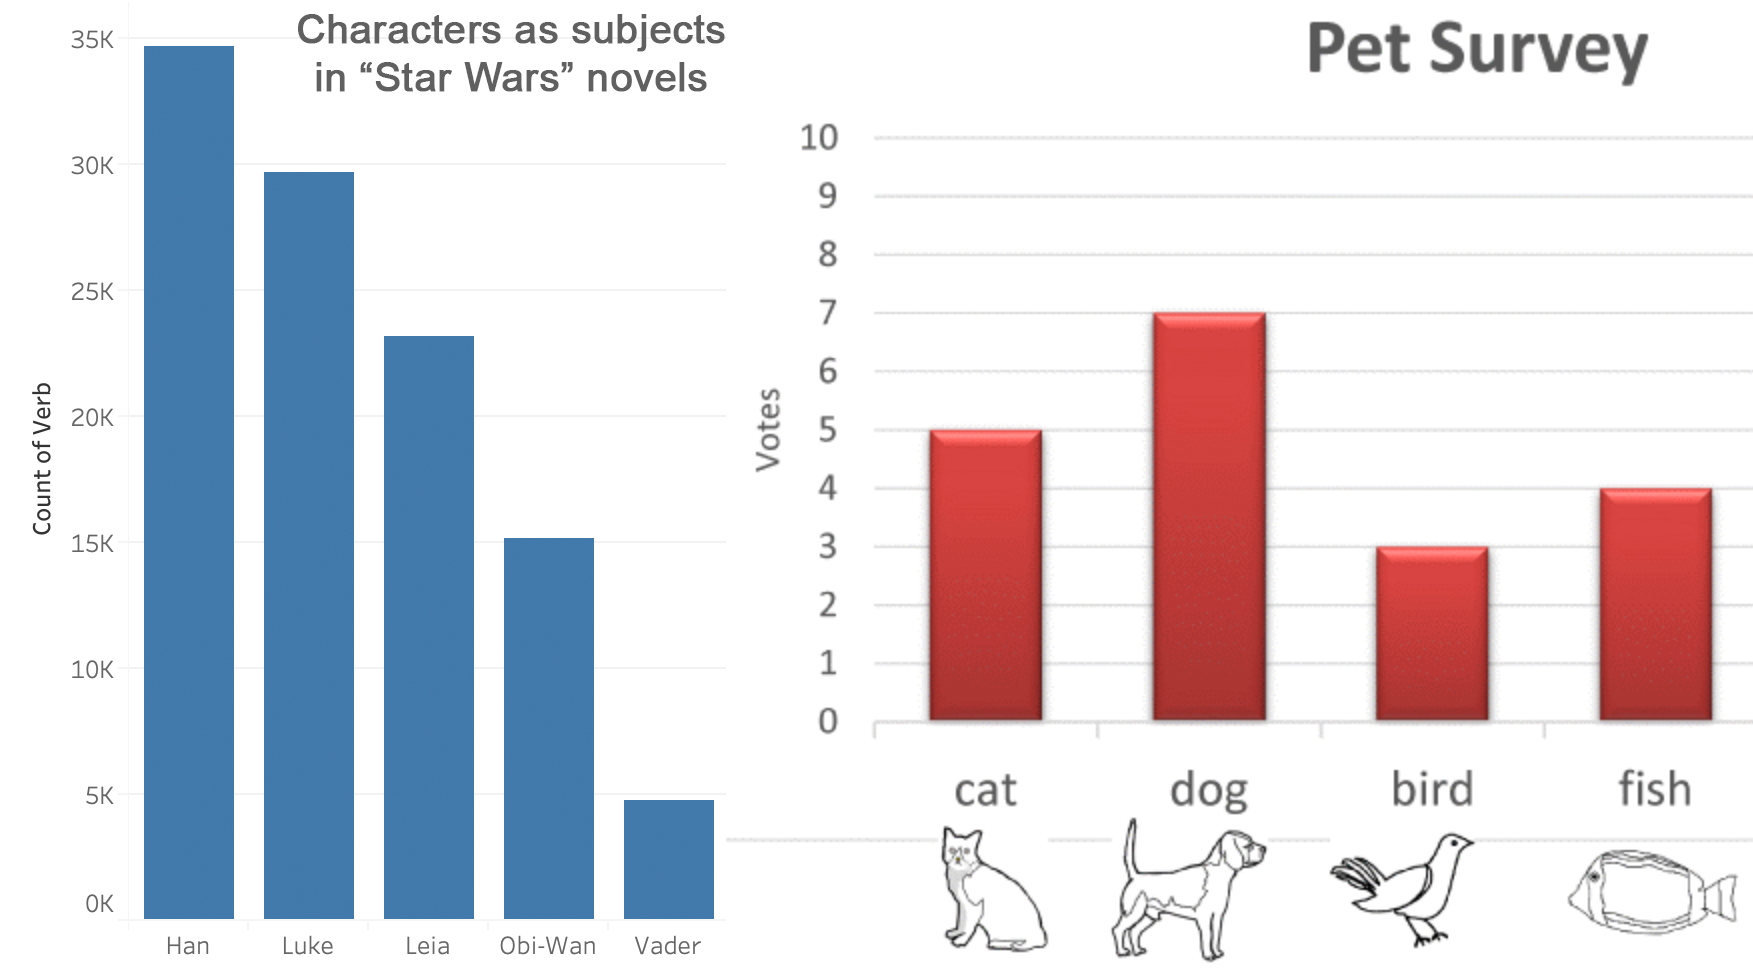 Characters as subjects
in “Star Wars” novels
35K
30K
25K
20K
15K
10K
5K
0K
Count of Verb
Han Luke Leia Obi-Wan Vader
Pet Survey
10
9
8
7
6
5
4
3
2
1
0
Votes
cat dog bird fish